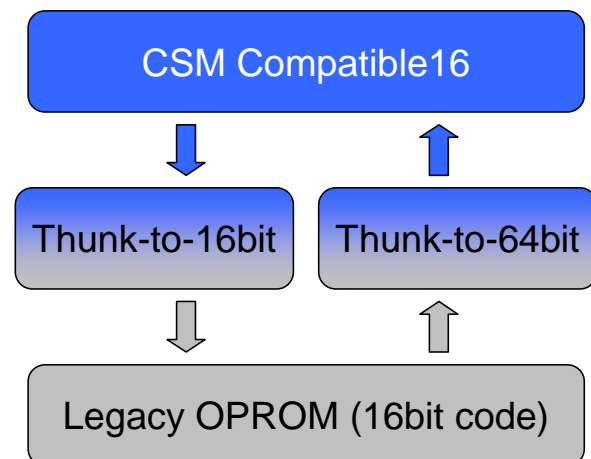 CSM Compatible16
Thunk-to-16bit
Thunk-to-64bit
Legacy OPROM (16bit code)